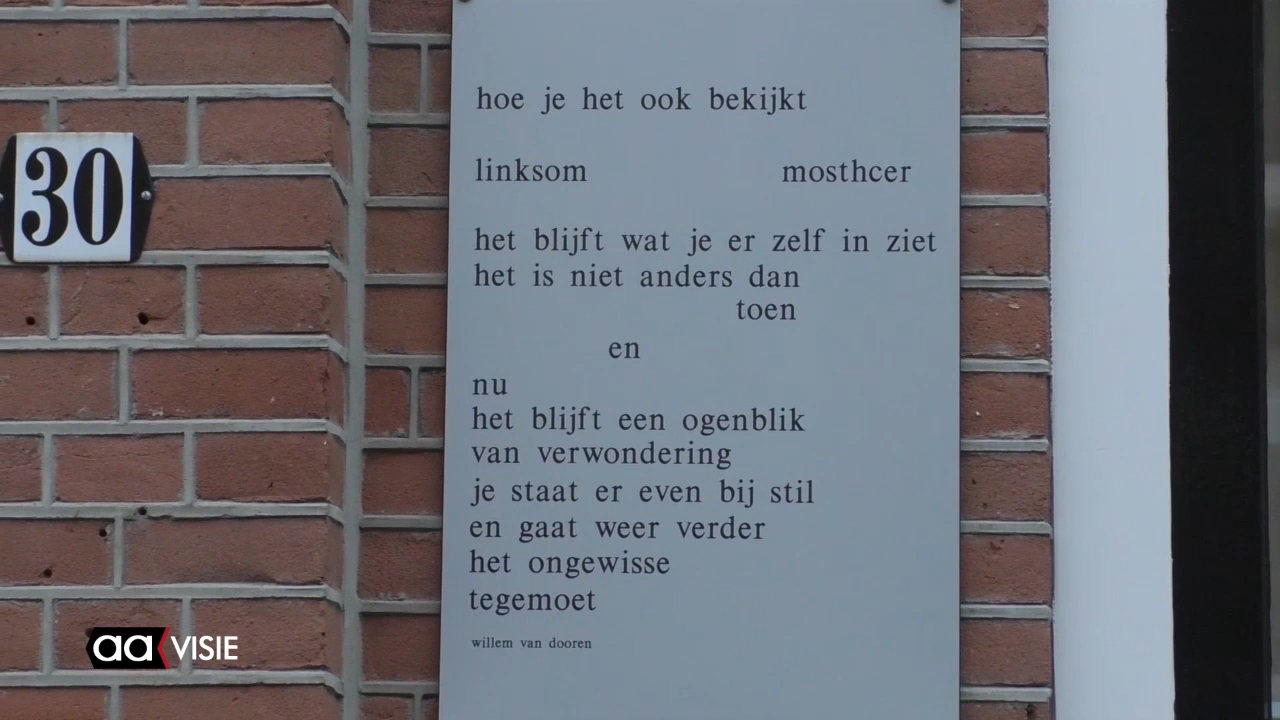 30
hoe je het ook bekijkt
linksom mosthcer
het blijft wat je er zelf in ziet
het is niet anders dan
toen
en
nu
het blijft een ogenblik
van verwondering
je staat er even bij stil
en gaat weer verder
het ongewisse
tegemoet
willem van dooren
aa VISIE